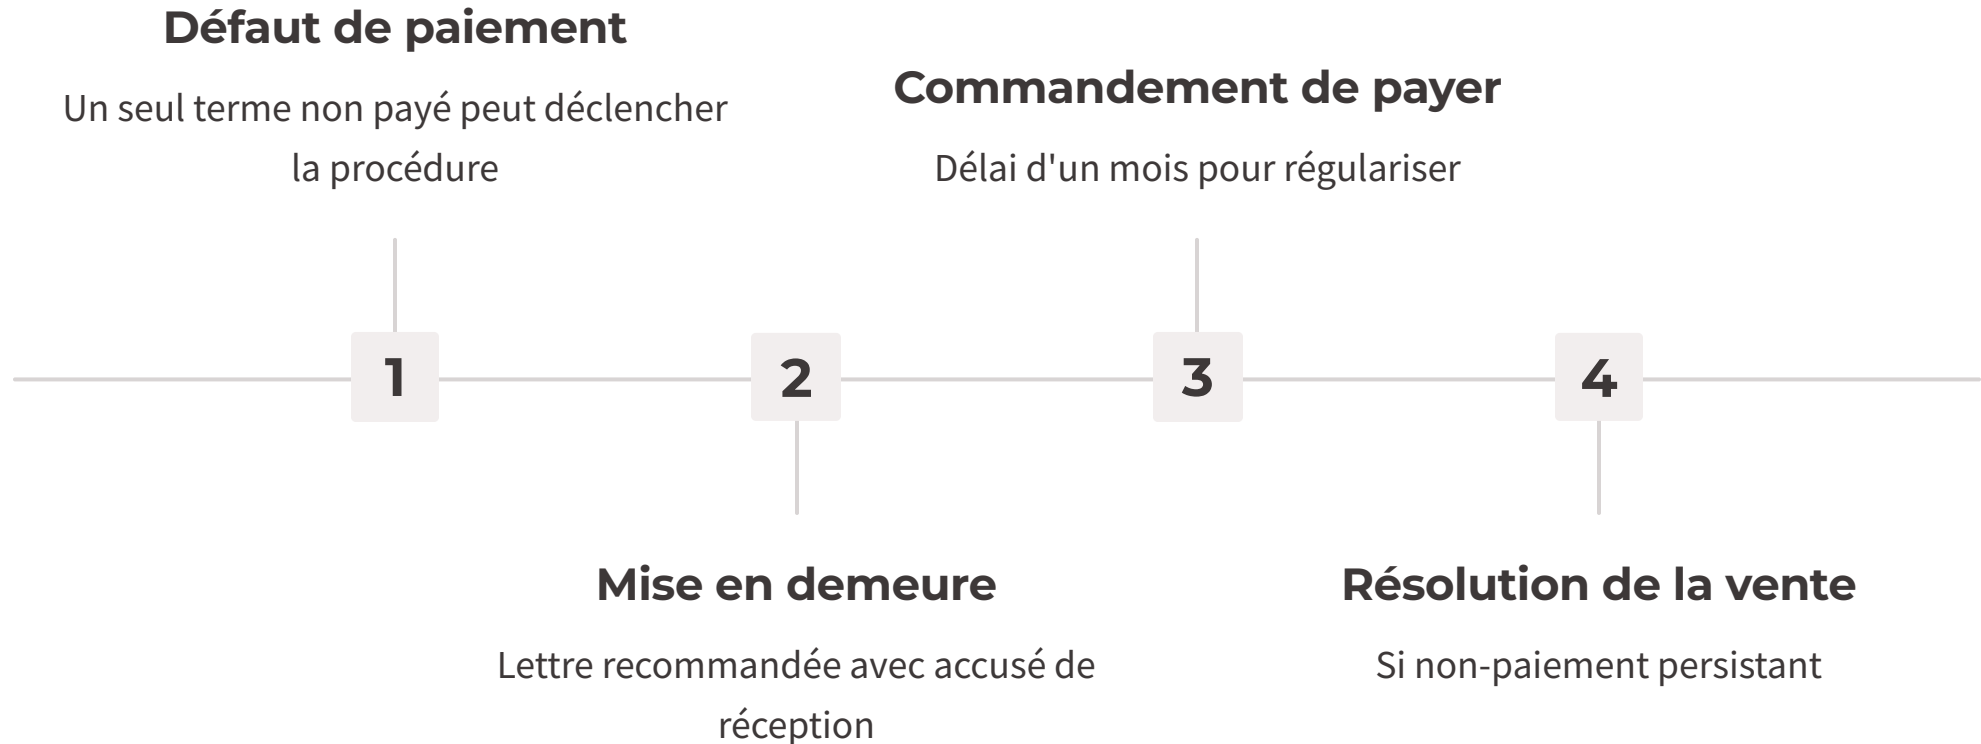 Défaut de paiement
Un seul terme non payé peut déclencher
la procédure
Commandement de payer
Délai d'un mois pour régulariser
1
2
3
4
Mise en demeure
Lettre recommandée avec accusé de
réception
Résolution de la vente
Si non-paiement persistant